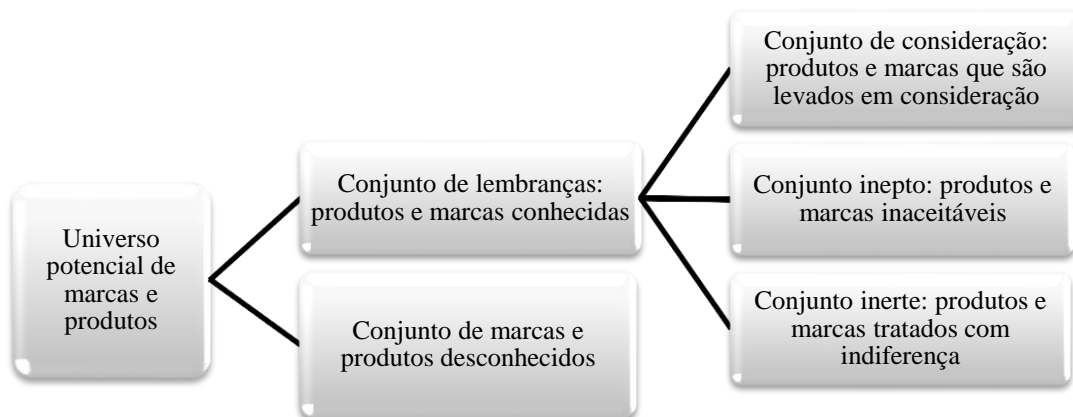 Universo
potencial de
marcas e
produtos
Conjunto de lembranças:
produtos e marcas conhecidas
Conjunto de marcas e
produtos desconhecidos
Conjunto de consideração:
produtos e marcas que são
levados em consideração
Conjunto inepto: produtos e
marcas inaceitáveis
Conjunto inerte: produtos e
marcas tratados com
indiferença